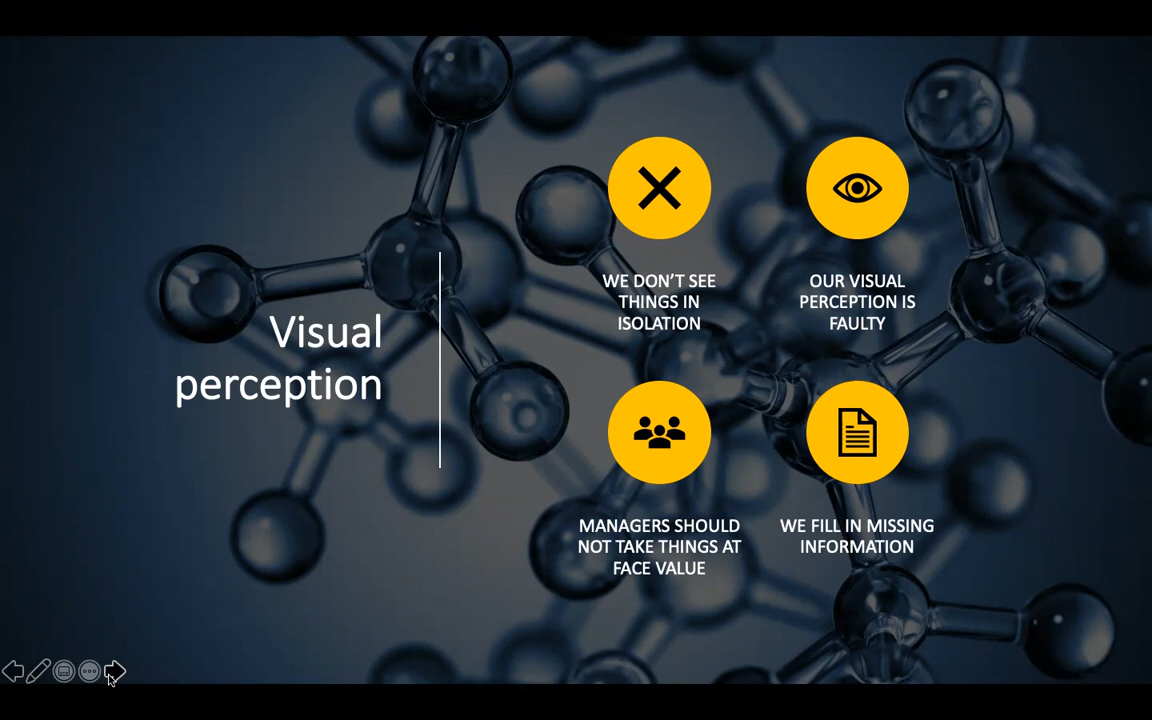 Visual
perception
WE DON’T SEE
THINGS IN
ISOLATION
OUR VISUAL
PERCEPTION IS
FAULTY
MANAGERS SHOULD
NOT TAKE THINGS AT
FACE VALUE
WE FILL IN MISSING
INFORMATION